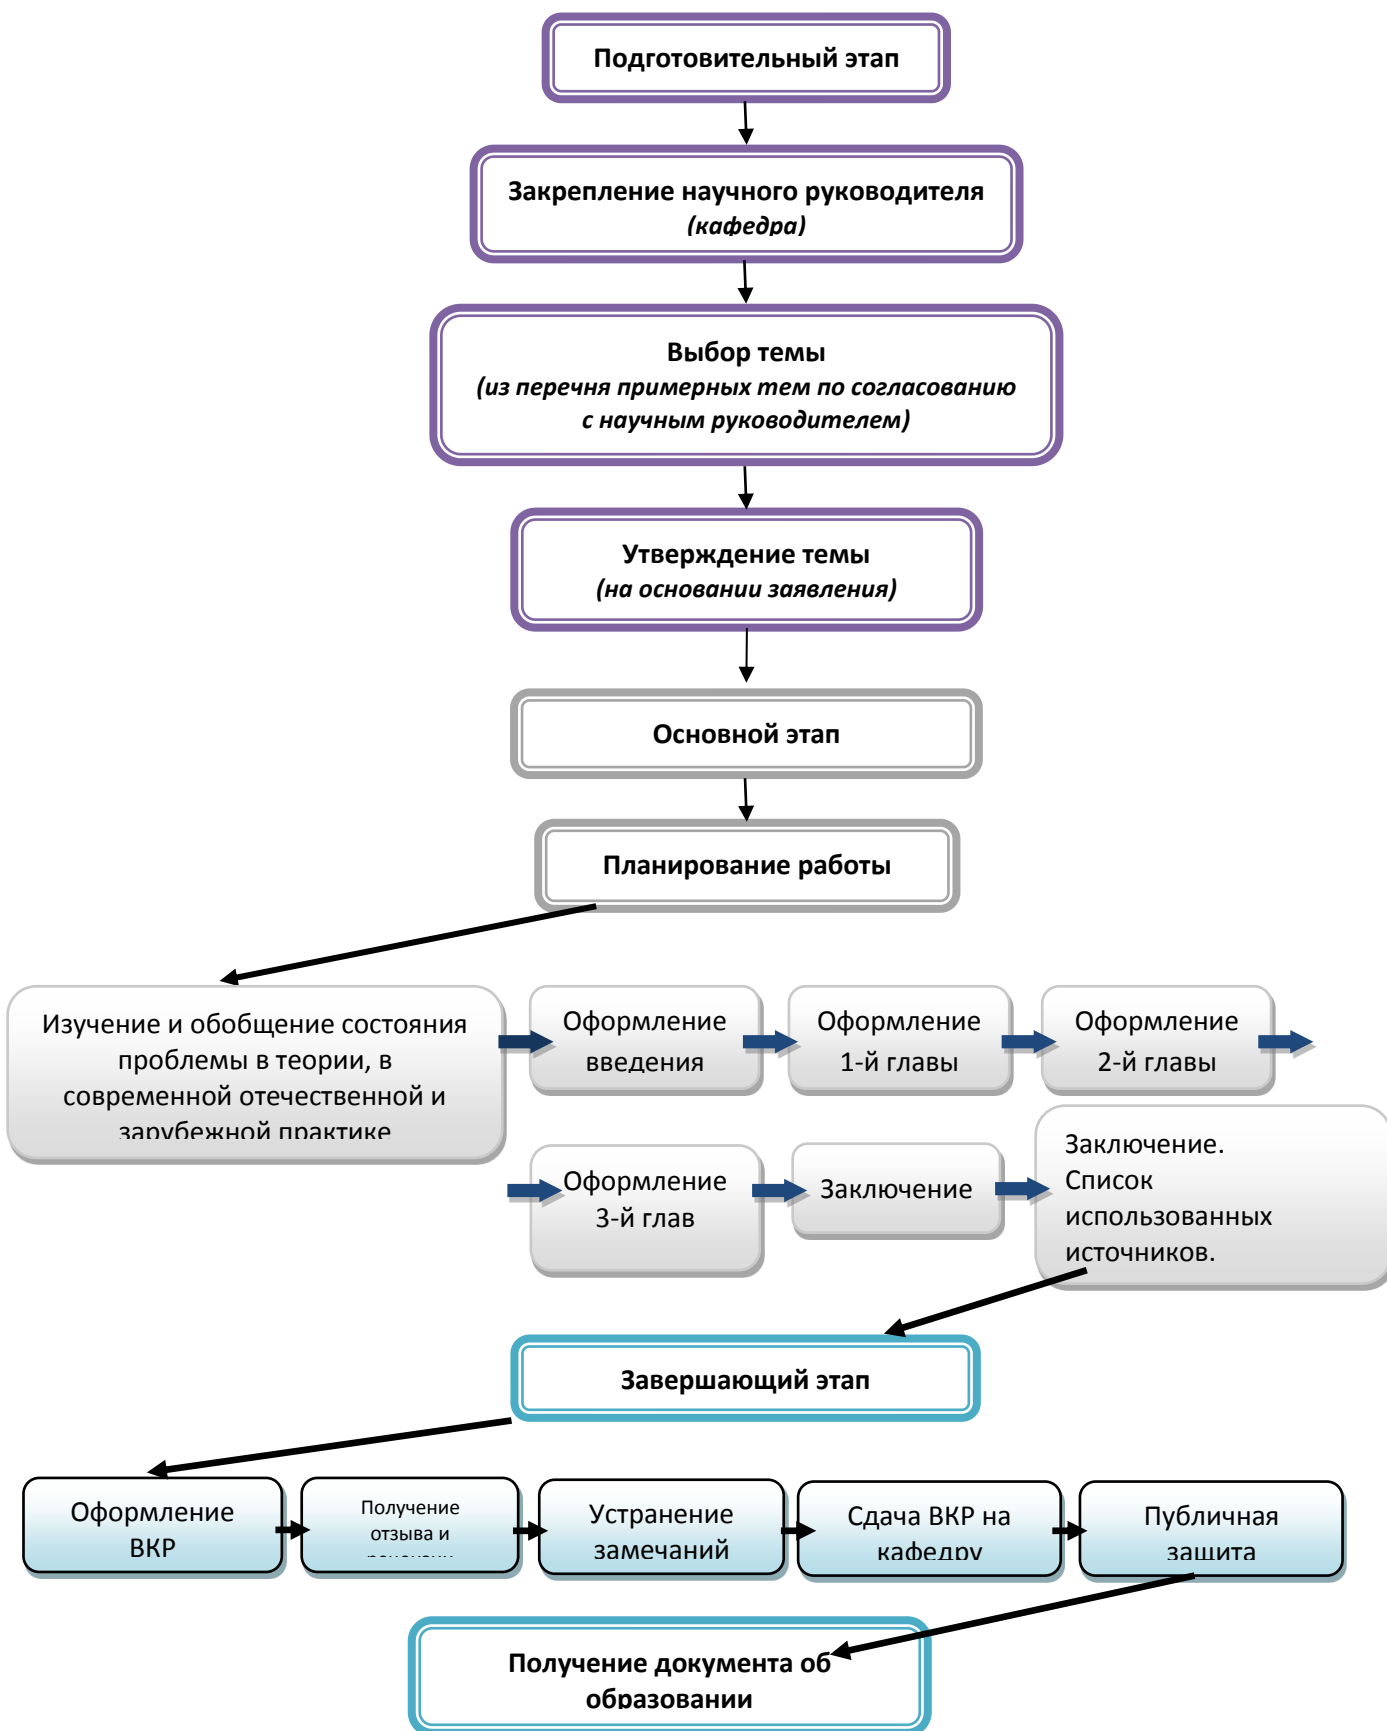 Подготовительный этап
Закрепление научного руководителя
(кафедра)
Выбор темы
(из перечня примерных тем по согласованию
с научным руководителем)
Утверждение темы
(на основании заявления)
Основной этап
Планирование работы
Изучение и обобщение состояния
проблемы в теории, в
современной отечественной и
зарубежной практике
Оформление
введения
Оформление
1-й главы
Оформление
2-й главы
Оформление
3-й глав
Заключение
Заключение.
Список
использованных
источников.
Завершающий этап
Оформление
ВКР
Получение
отзыва и
Устранение
замечаний
Сдача ВКР на
кафедру
Публичная
защита
Получение документа об
образовании